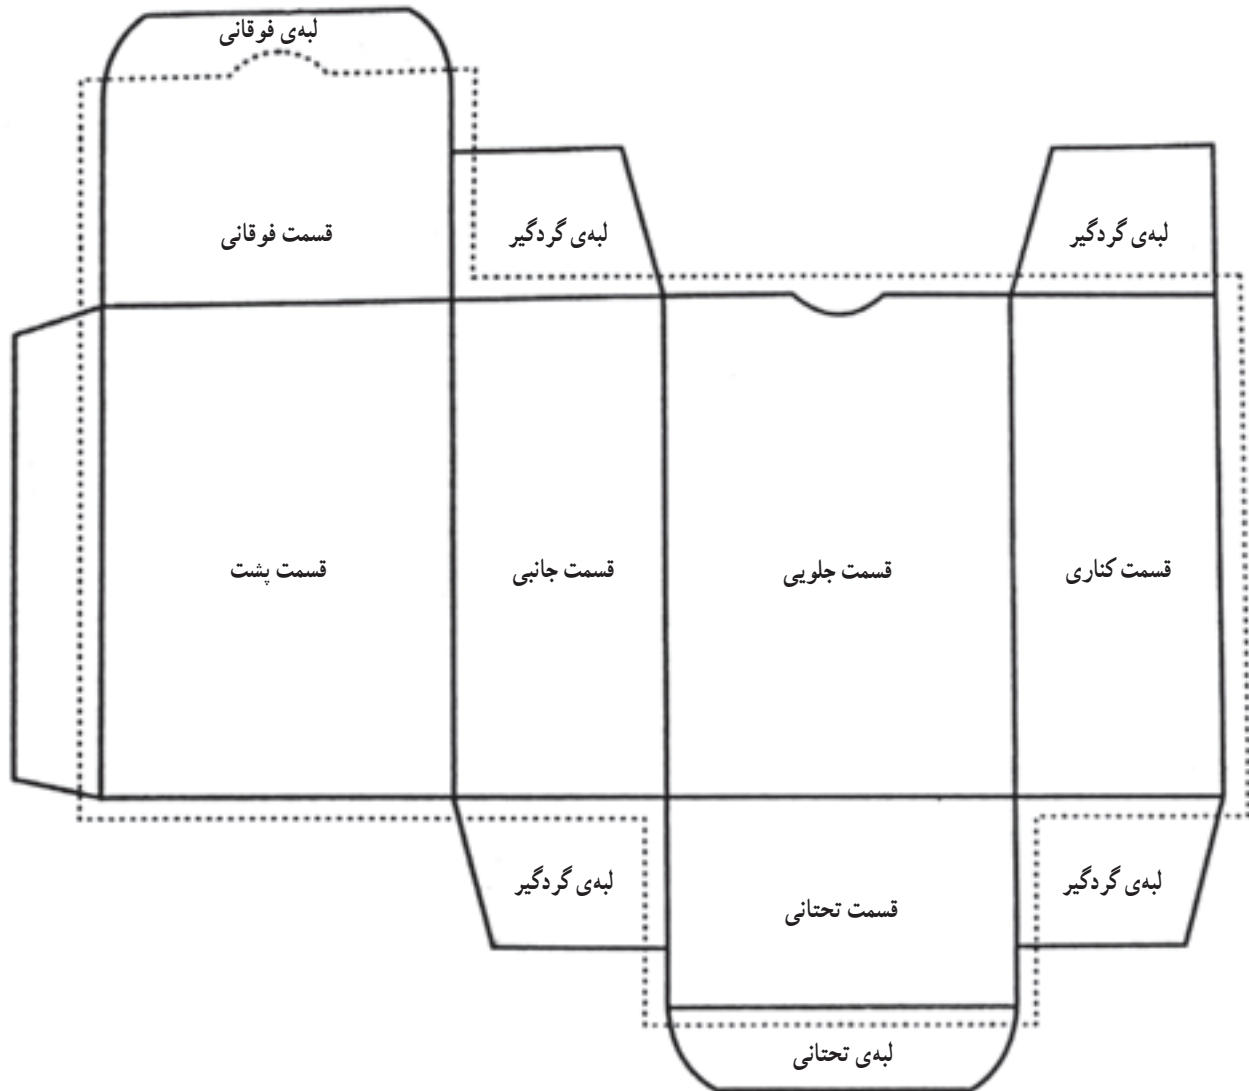 لبه‌ی فوقانی
قسمت فوقانی
لبه‌ی گردگیر
لبه‌ی گردگیر
قسمت پشت
قسمت جانبی
قسمت جلویی
قسمت کناری
لبه‌ی گردگیر
قسمت تحتانی
لبه‌ی گردگیر
لبه‌ی تحتانی